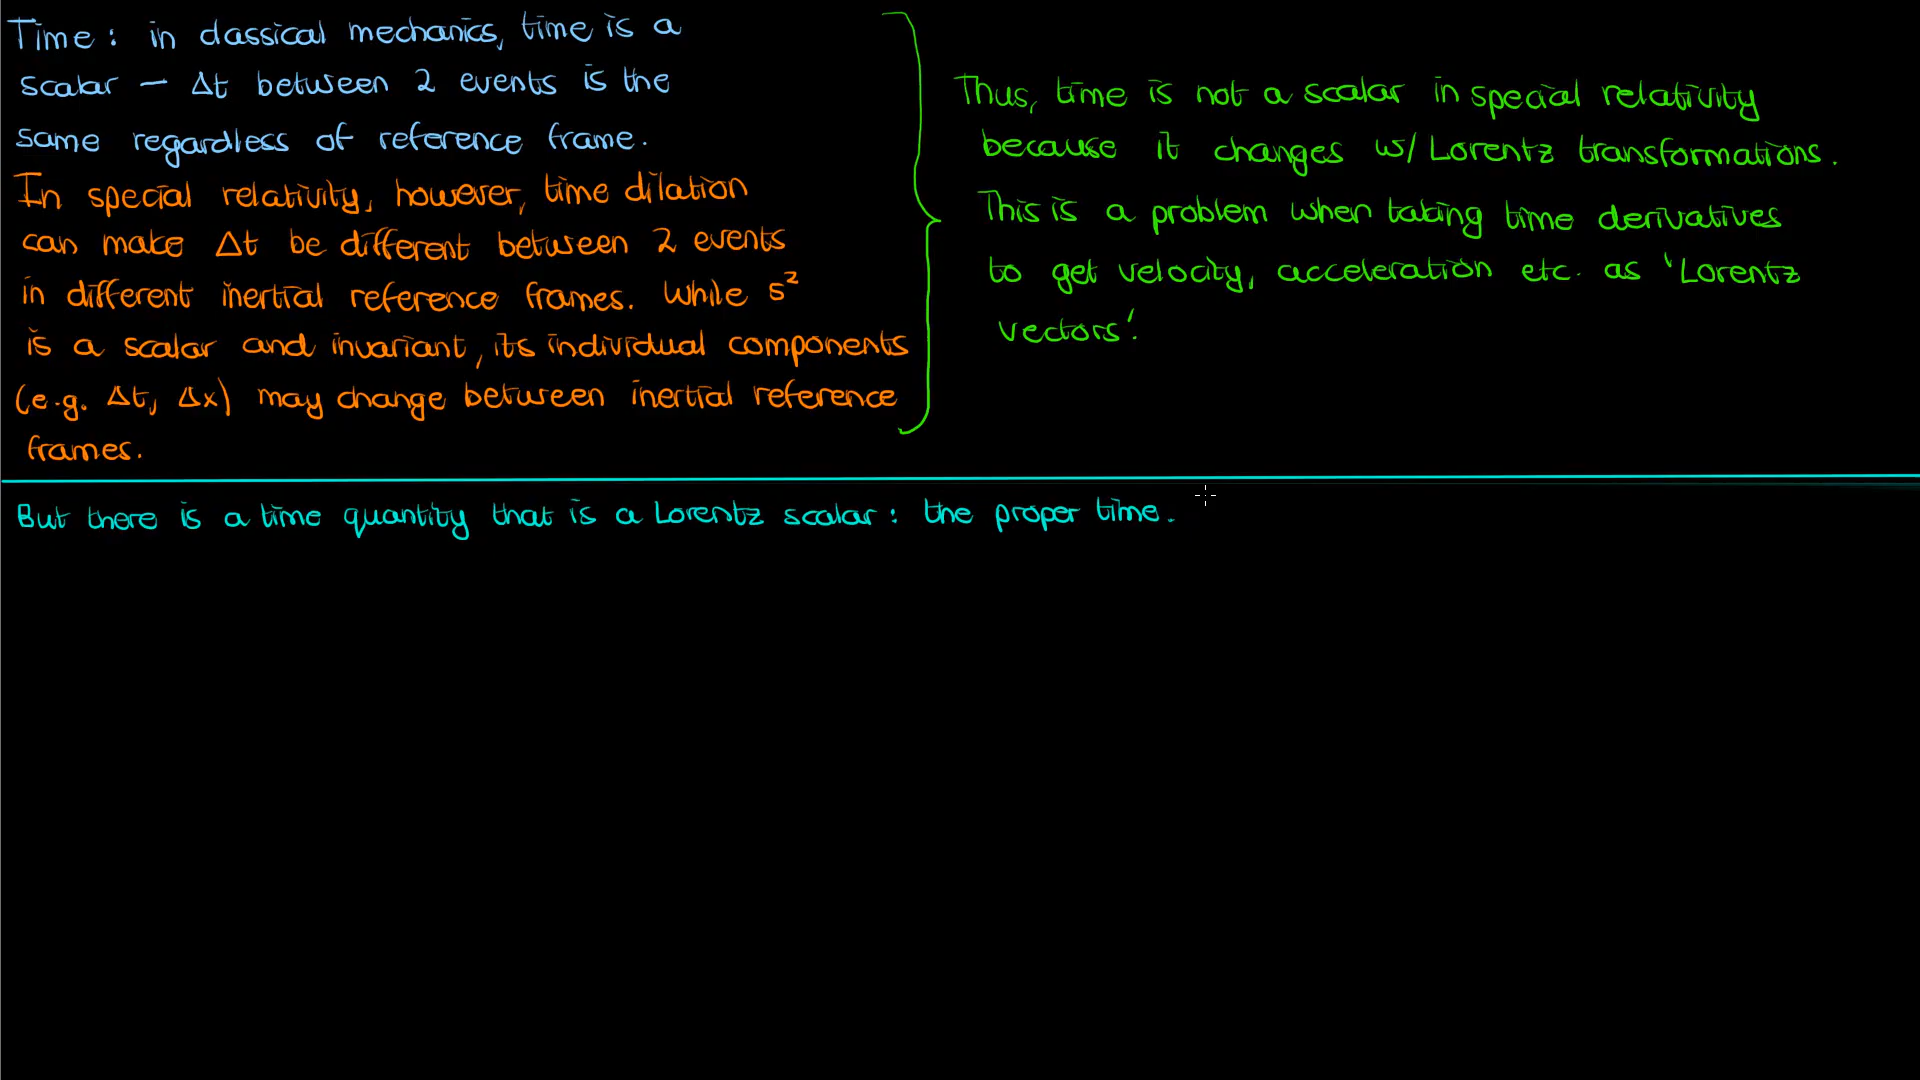 Time: in classical mechanics, time is a
scalar – Δt between 2 events is the
same regardless of reference frame.
In special relativity, however, time dilation
can make Δt be different between 2 events
in different inertial reference frames. While s²
is a scalar and invariant, its individual components
(e.g. Δt, Δx) may change between inertial reference
frames.
Thus, time is not a scalar in special relativity
because it changes w/ Lorentz transformations.
This is a problem when taking time derivatives
to get velocity, acceleration etc. as 'Lorentz
vectors'.
But there is a time quantity that is a Lorentz scalar: the proper time.